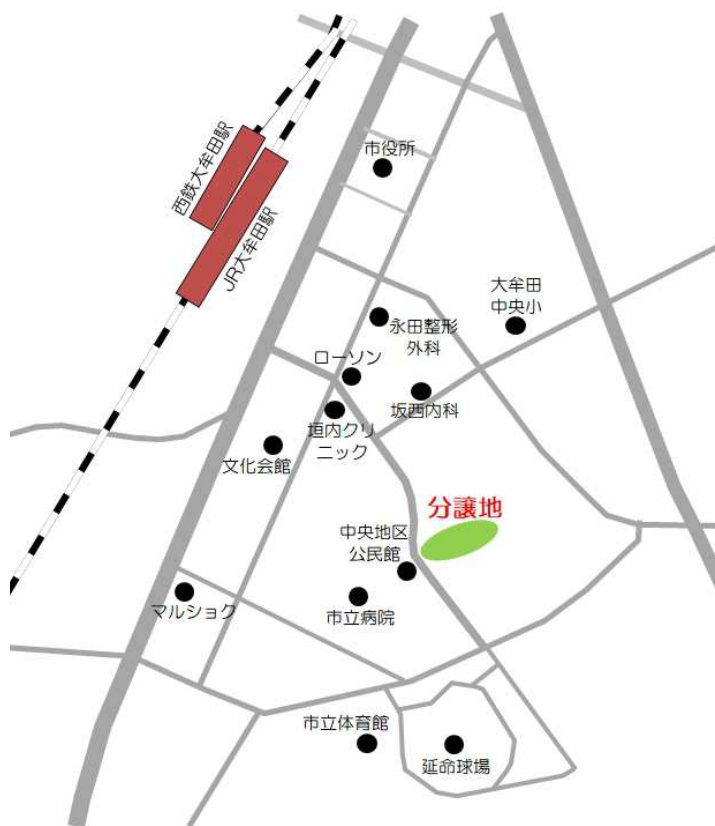 西鉄大牟田駅
JR大牟田駅
市役所
大牟田
中央小
永田整形
外科
ローソン
坂西内科
垣内クリ
ニック
文化会館
分譲地
中央地区
公民館
マルショク
市立病院
市立体育館
延命球場